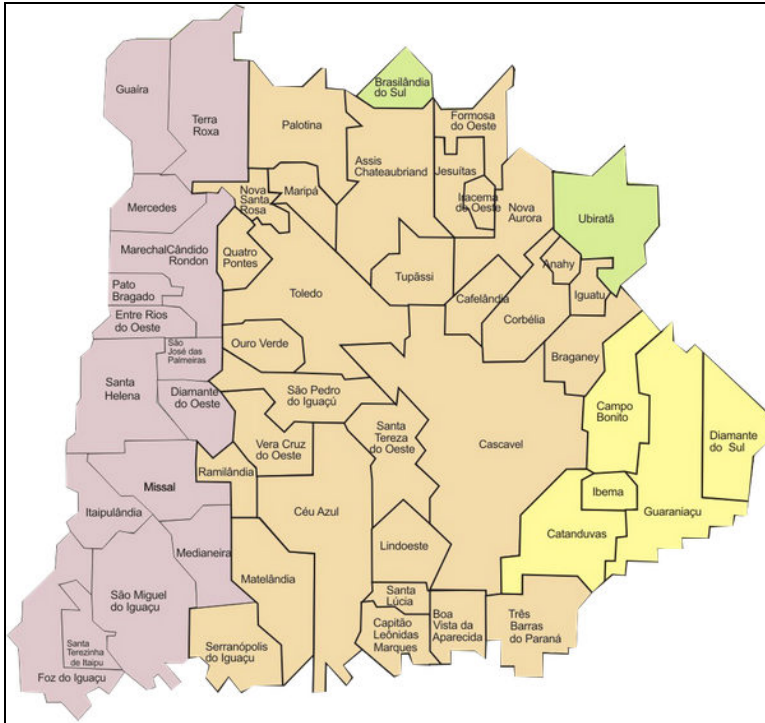 Brasilândia
do Sul
Guaíra
Terra
Roxa
Palotina
Formosa
do Oeste
Assis
Chateaubriand
Jesuítas
Iracema
do Oeste
Nova
Santa
Rosa
Maripá
Nova
Aurora
Ubiratã
Mercedes
MarechalCândido
Rondon
Quatro
Pontes
Tupãssi
Anahy
Pato
Bragado
Toledo
Cafelândia
Iguatu
Entre Rios
do Oeste
Corbélia
São
José das
Palmeiras
Ouro Verde
Braganey
Santa
Helena
Diamante
do Oeste
São Pedro
do Iguaçú
Campo
Bonito
Santa
Tereza
do Oeste
Cascavel
Diamante
do Sul
Vera Cruz
do Oeste
Ramilândia
Missal
Ibema
Itaipulândia
Céu Azul
Guaraniaçu
Catanduvas
Medianeira
Lindoeste
Matelândia
São Miguel
do Iguaçu
Santa
Lúcia
Capitão
Leônidas
Marques
Boa
Vista da
Aparecida
Três
Barras
do Paraná
Santa
Terezinha
de Itaipu
Serranópolis
do Iguaçu
Foz do Iguaçu